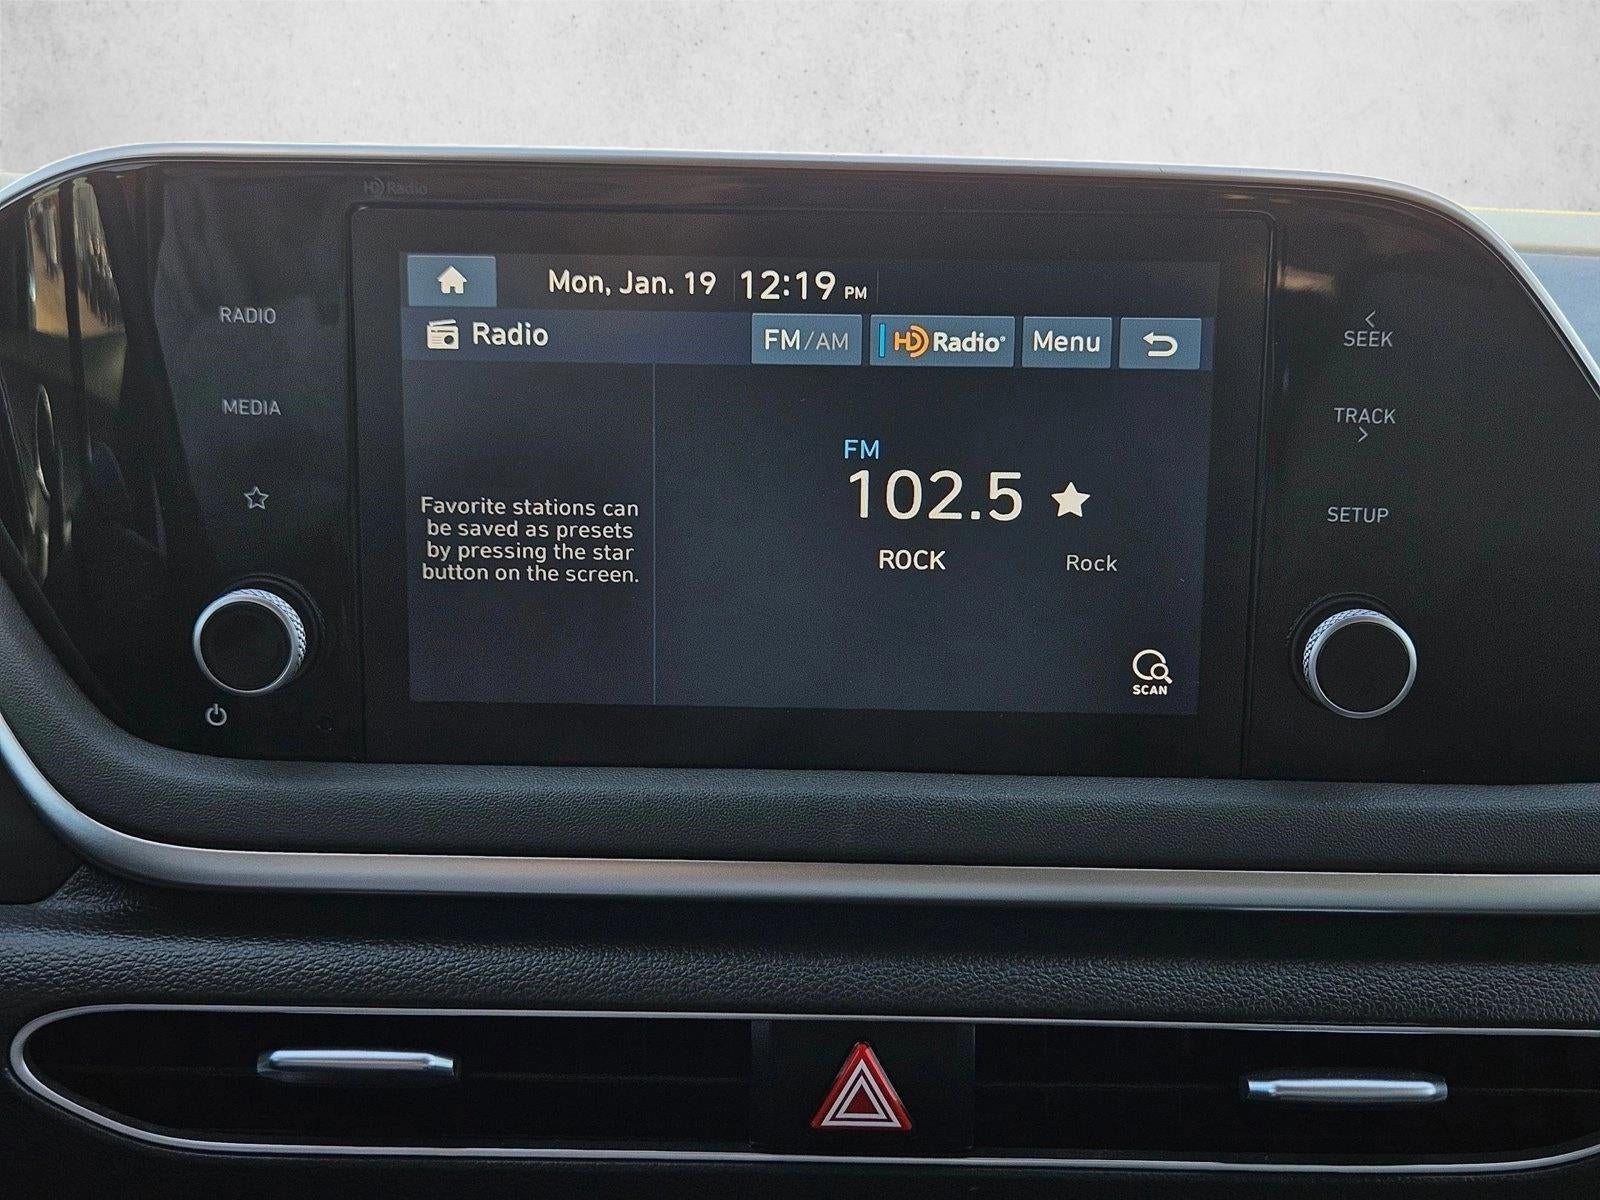 HD Radio
Mon, Jan. 19 12:19 PM
Radio
FM/AM
HD Radio
Menu
RADIO
MEDIA
SEEK
TRACK
SETUP
Favorite stations can
be saved as presets
by pressing the star
button on the screen.
FM
102.5
ROCK Rock
SCAN